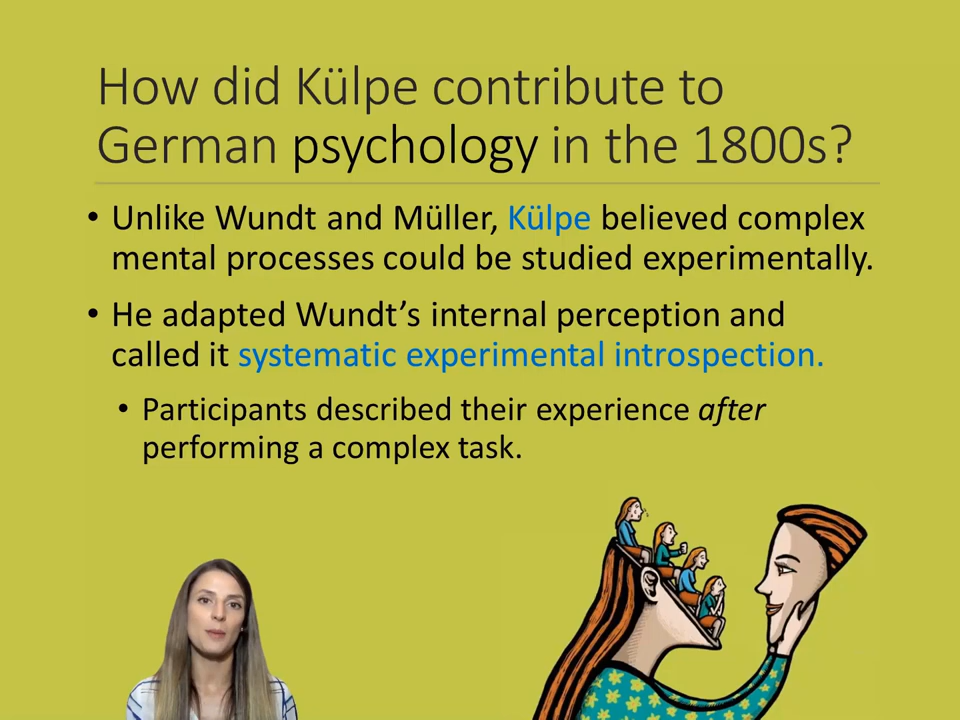 How did Külpe contribute to
German psychology in the 1800s?
• Unlike Wundt and Müller, Külpe believed complex
mental processes could be studied experimentally.
• He adapted Wundt’s internal perception and
called it systematic experimental introspection.
• Participants described their experience after
performing a complex task.